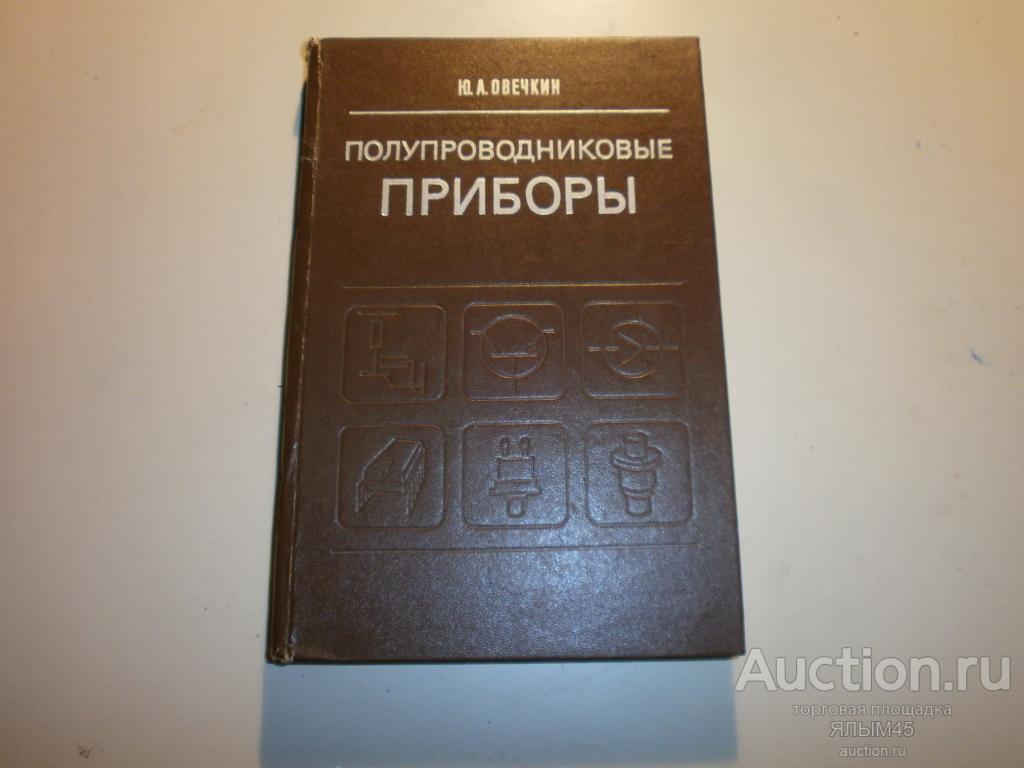 Ю.А.ОВЕЧКИН
ПОЛУПРОВОДНИКОВЫЕ
ПРИБОРЫ
Auction.ru
торговая площадка
ЯЛЫМ45
auction.ru